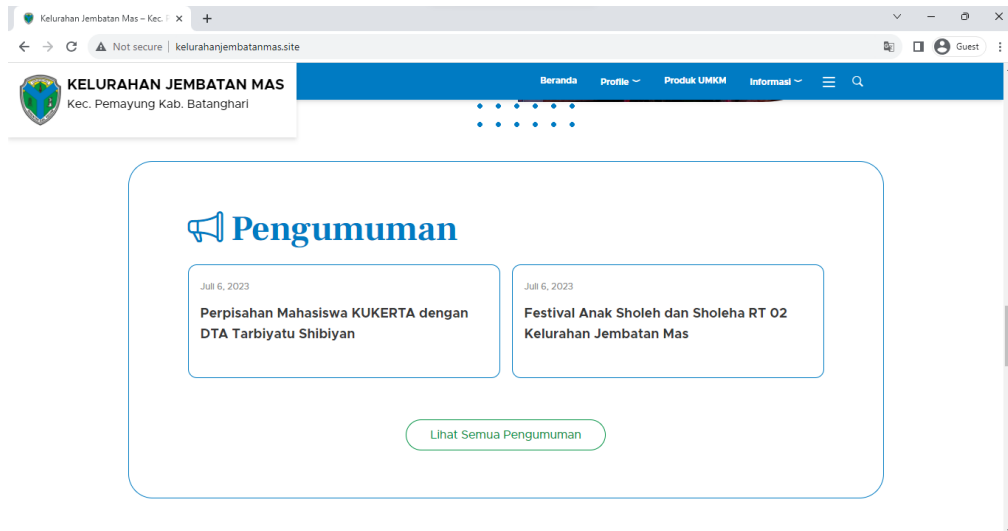 Kelurahan Jembatan Mas – Kec. P
Not secure
kelurahanjembatanmas.site
Guest
KELURAHAN JEMBATAN MAS
Kec. Pemayung Kab. Batanghari
Beranda
Profile
Produk UMKM
Informasi
Pengumuman
Juli 6, 2023
Perpisahan Mahasiswa KUKERTA dengan
DTA Tarbiyatu Shibiyan
Juli 6, 2023
Festival Anak Sholeh dan Sholeha RT 02
Kelurahan Jembatan Mas
Lihat Semua Pengumuman